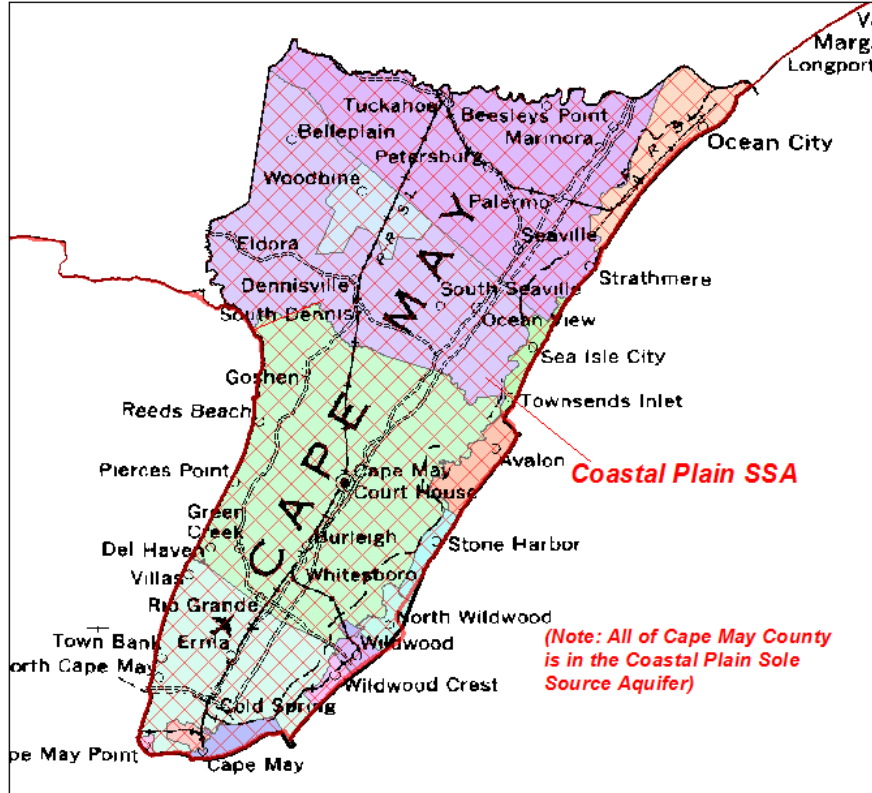 Marg
Longport
Tuckahoe
Beesleys Point
Marmora
Belleplain
Ocean City
Petersburg
Woodbine
P R S L
P R S L
Palermo
Eldora
Seaville
Strathmere
Dennisville
South Seaville
South Dennis
Ocean View
MAY
Sea Isle City
Goshen
Townsends Inlet
Reeds Beach
CAPE
Avalon
Pierces Point
Cape May
Court House
Coastal Plain SSA
Green
Creek
Burleigh
Stone Harbor
Del Haven
Villas
Whitesboro
Rio Grande
North Wildwood
Town Bank
Erma
Wildwood
(Note: All of Cape May County
is in the Coastal Plain Sole
Source Aquifer)
orth Cape May
Wildwood Crest
Cold Spring
pe May Point
Cape May